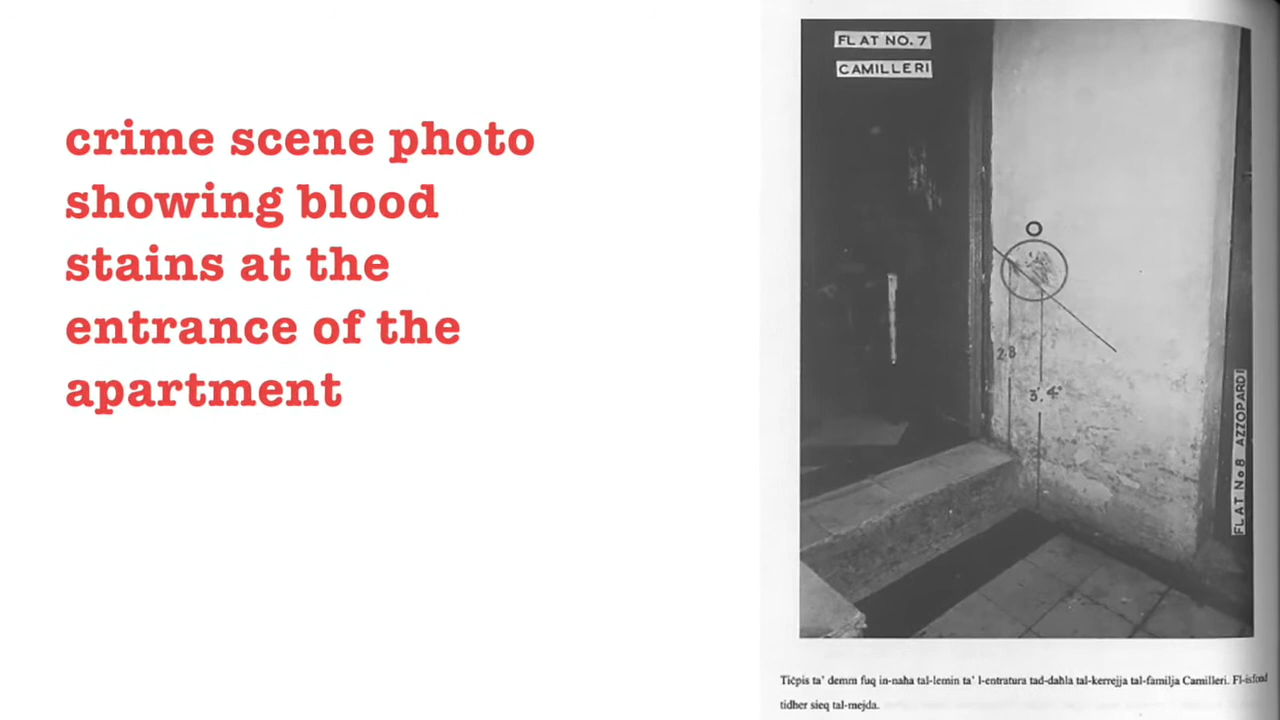 crime scene photo
showing blood
stains at the
entrance of the
apartment
FLAT NO. 7
CAMILLERI
O
2.8
3'. 4"
FLAT No 8 AZZOPARDI
Tiċpis ta' demm fuq in-naħa tal-lemin ta' l-entratura tad-daħla tal-kerrejja tal-familja Camilleri. Fl-isfond
tidher sieq tal-mejda.